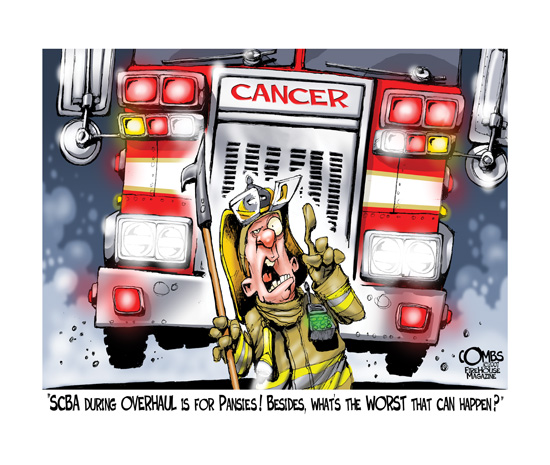 CANCER
COMBS
FIREHOUSE
MAGAZINE
"SCBA DURING OVERHAUL IS FOR PANSIES! BESIDES, WHAT'S THE WORST THAT CAN HAPPEN?"